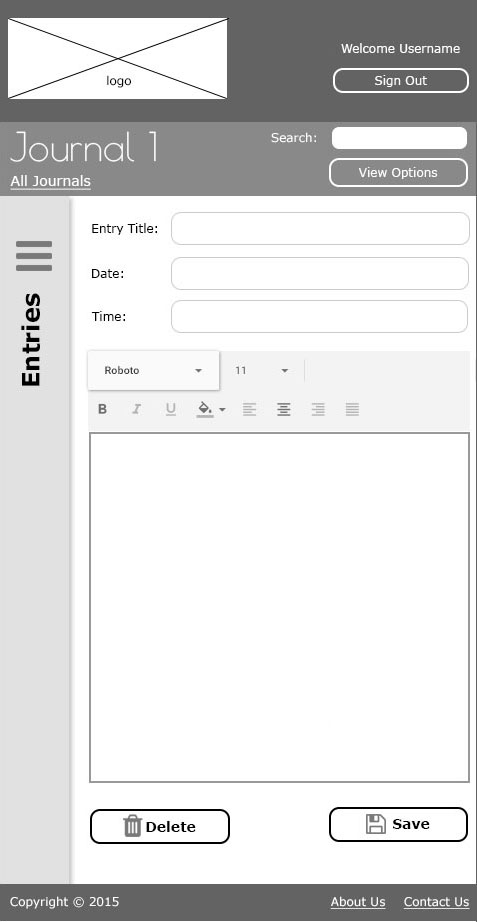 logo
Welcome Username
Sign Out
Journal 1
All Journals
Search:
View Options
Entries
Entry Title:
Date:
Time:
Roboto 11
B I U
Delete Save
Copyright © 2015 About Us Contact Us